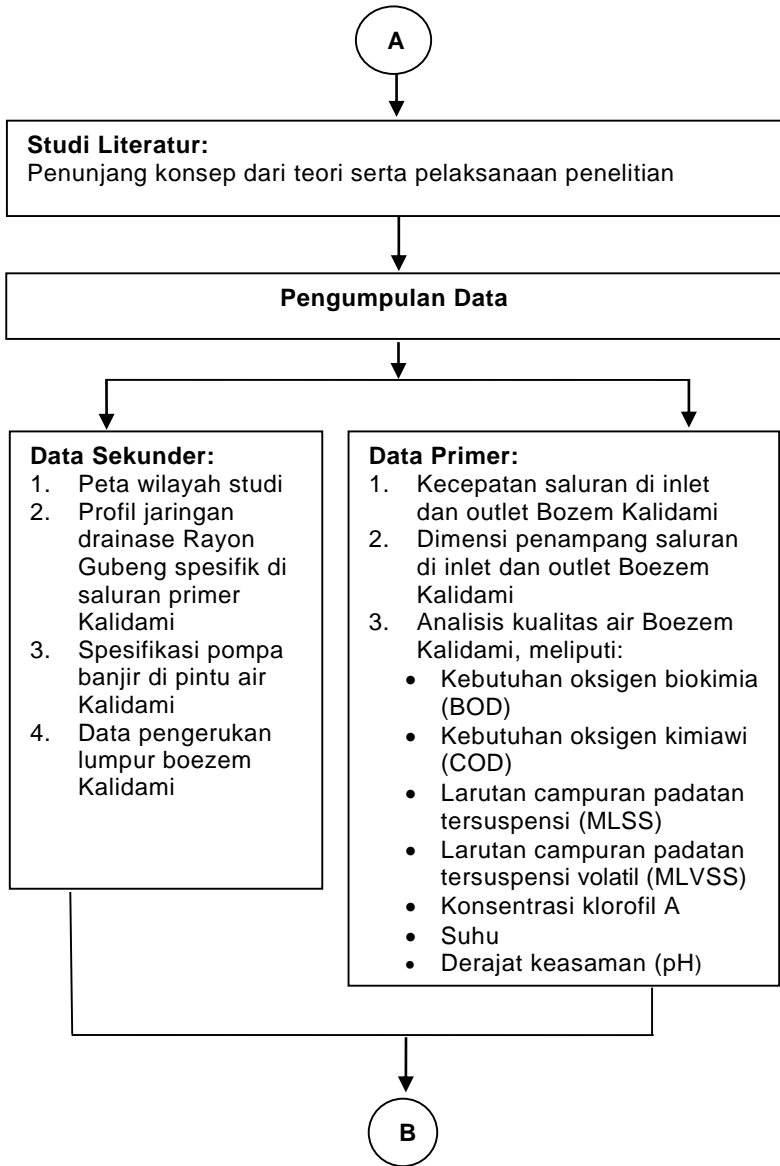 A
Studi Literatur:
Penunjang konsep dari teori serta pelaksanaan penelitian
Pengumpulan Data
Data Sekunder:
1. Peta wilayah studi
2. Profil jaringan
drainase Rayon
Gubeng spesifik di
saluran primer
Kalidami
3. Spesifikasi pompa
banjir di pintu air
Kalidami
4. Data pengerukan
lumpur boezem
Kalidami
Data Primer:
1. Kecepatan saluran di inlet
dan outlet Bozem Kalidami
2. Dimensi penampang saluran
di inlet dan outlet Boezem
Kalidami
3. Analisis kualitas air Boezem
Kalidami, meliputi:
• Kebutuhan oksigen biokimia
(BOD)
• Kebutuhan oksigen kimiawi
(COD)
• Larutan campuran padatan
tersuspensi (MLSS)
• Larutan campuran padatan
tersuspensi volatil (MLVSS)
• Konsentrasi klorofil A
• Suhu
• Derajat keasaman (pH)
B